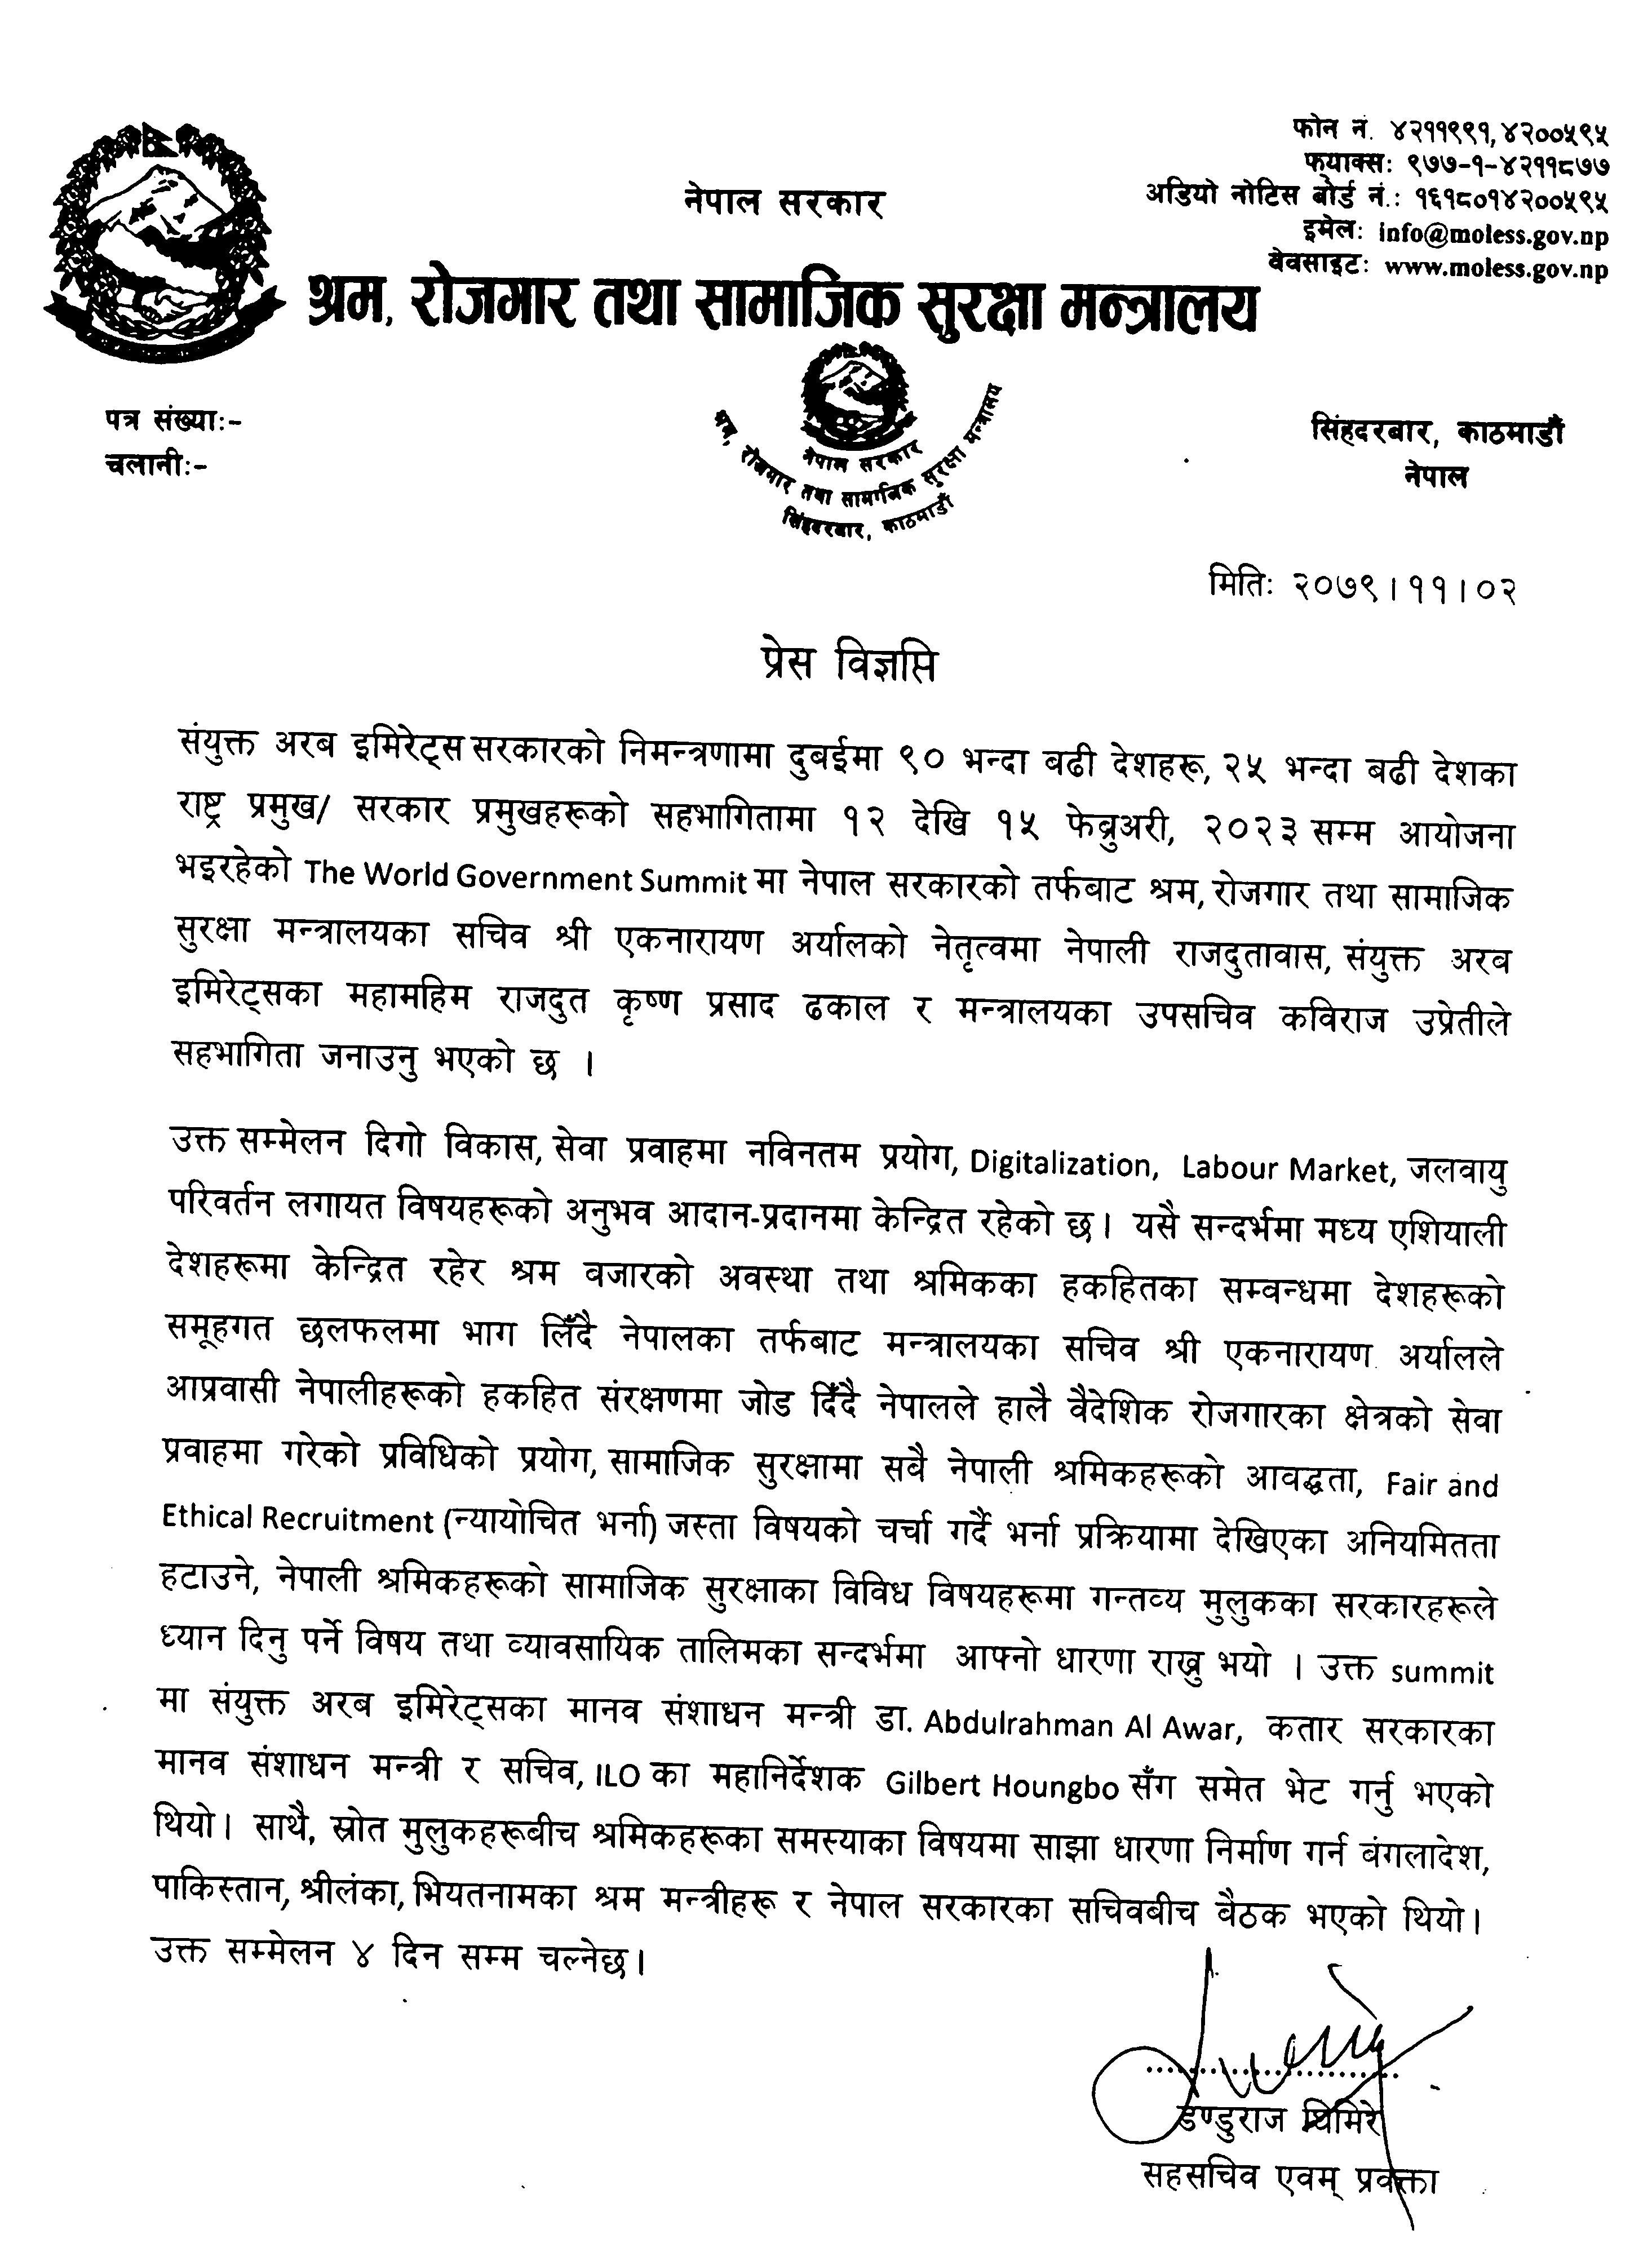 फोन नं. ४२११९९१, ४२००५९५
फ्याक्स: ९७७-१-४२११८७७
अडियो नोटिस बोर्ड नं.: १६१८०१४२००५९५
इमेल: info@moless.gov.np
वेवसाइट: www.moless.gov.np
नेपाल सरकार
श्रम, रोजगार तथा सामाजिक सुरक्षा मन्त्रालय
नेपाल सरकार
श्रम, रोजगार तथा सामाजिक सुरक्षा मन्त्रालय
सिंहदरबार, काठमाडौं
पत्र संख्या:-
चलानी:-
सिंहदरबार, काठमाडौं
नेपाल
मिति: २०७९।११।०२
प्रेस विज्ञप्ति
संयुक्त अरब इमिरेट्स सरकारको निमन्त्रणामा दुबईमा ९० भन्दा बढी देशहरू, २५ भन्दा बढी देशका
राष्ट्र प्रमुख/ सरकार प्रमुखहरूको सहभागितामा १२ देखि १५ फेब्रुअरी, २०२३ सम्म आयोजना
भइरहेको The World Government Summit मा नेपाल सरकारको तर्फबाट श्रम, रोजगार तथा सामाजिक
सुरक्षा मन्त्रालयका सचिव श्री एकनारायण अर्यालको नेतृत्वमा नेपाली राजदुतावास, संयुक्त अरब
इमिरेट्सका महामहिम राजदुत कृष्ण प्रसाद ढकाल र मन्त्रालयका उपसचिव कविराज उप्रेतीले
सहभागिता जनाउनु भएको छ ।
उक्त सम्मेलन दिगो विकास, सेवा प्रवाहमा नविनतम प्रयोग, Digitalization, Labour Market, जलवायु
परिवर्तन लगायत विषयहरूको अनुभव आदान-प्रदानमा केन्द्रित रहेको छ। यसै सन्दर्भमा मध्य एशियाली
देशहरूमा केन्द्रित रहेर श्रम वजारको अवस्था तथा श्रमिकका हकहितका सम्वन्धमा देशहरूको
समूहगत छलफलमा भाग लिँदै नेपालका तर्फबाट मन्त्रालयका सचिव श्री एकनारायण अर्यालले
आप्रवासी नेपालीहरूको हकहित संरक्षणमा जोड दिँदै नेपालले हालै वैदेशिक रोजगारका क्षेत्रको सेवा
प्रवाहमा गरेको प्रविधिको प्रयोग, सामाजिक सुरक्षामा सबै नेपाली श्रमिकहरूको आवद्धता, Fair and
Ethical Recruitment (न्यायोचित भर्ना) जस्ता विषयको चर्चा गर्दै भर्ना प्रक्रियामा देखिएका अनियमितता
हटाउने, नेपाली श्रमिकहरूको सामाजिक सुरक्षाका विविध विषयहरूमा गन्तव्य मुलुकका सरकारहरूले
ध्यान दिनु पर्ने विषय तथा व्यावसायिक तालिमका सन्दर्भमा आफ्नो धारणा राख्नु भयो । उक्त summit
मा संयुक्त अरब इमिरेट्सका मानव संशाधन मन्त्री डा. Abdulrahman Al Awar, कतार सरकारका
मानव संशाधन मन्त्री र सचिव, ILO का महानिर्देशक Gilbert Houngbo सँग समेत भेट गर्नु भएको
थियो। साथै, स्रोत मुलुकहरूबीच श्रमिकहरूका समस्याका विषयमा साझा धारणा निर्माण गर्न बंगलादेश,
पाकिस्तान, श्रीलंका, भियतनामका श्रम मन्त्रीहरू र नेपाल सरकारका सचिवबीच बैठक भएको थियो।
उक्त सम्मेलन ४ दिन सम्म चल्नेछ।
डण्डुराज घिमिरे
सहसचिव एवम् प्रवक्ता